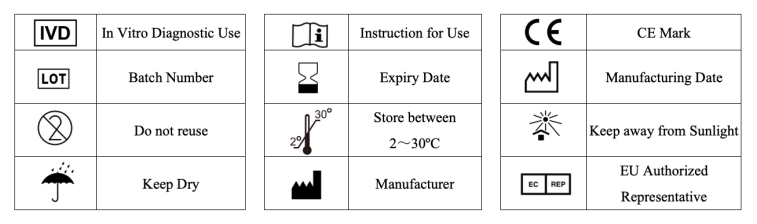 IVD In Vitro Diagnostic Use
LOT Batch Number
2 Do not reuse
Keep Dry
i Instruction for Use
Expiry Date
2º 30º Store between
2～30ºC
Manufacturer
CE CE Mark
Manufacturing Date
Keep away from Sunlight
EC REP EU Authorized
Representative